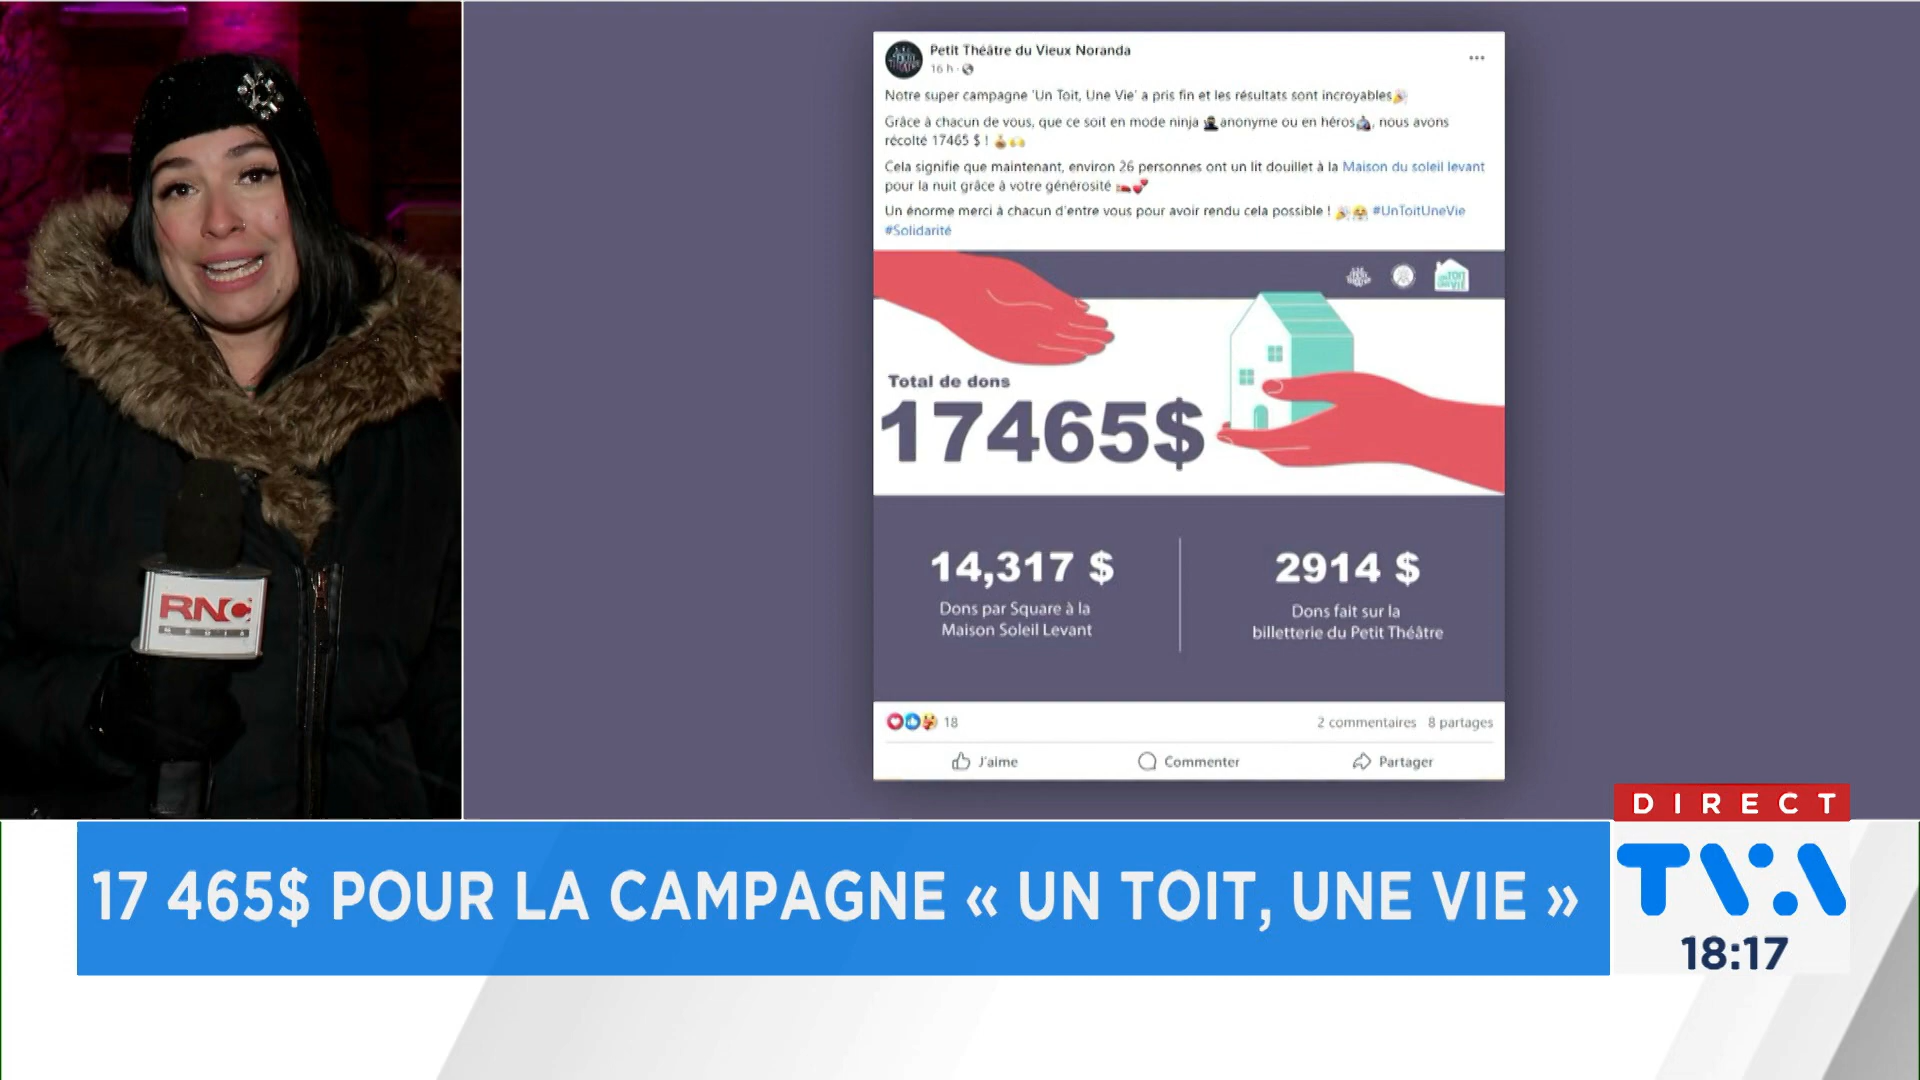 Petit Théâtre du Vieux Noranda
16 h
Notre super campagne 'Un Toit, Une Vie' a pris fin et les résultats sont incroyables
Grâce à chacun de vous, que ce soit en mode ninja anonyme ou en héros, nous avons
récolté 17465 $ !
Cela signifie que maintenant, environ 26 personnes ont un lit douillet à la Maison du soleil levant
pour la nuit grâce à votre générosité
Un énorme merci à chacun d'entre vous pour avoir rendu cela possible ! #UnToitUneVie
#Solidarité
UN TOIT
UNE VIE
Total de dons
17465$
14,317 $
Dons par Square à la
Maison Soleil Levant
2914 $
Dons fait sur la
billetterie du Petit Théâtre
18
2 commentaires 8 partages
J'aime
Commenter
Partager
RNC
MEDIA
DIRECT
17 465$ POUR LA CAMPAGNE « UN TOIT, UNE VIE »
TVA
18:17